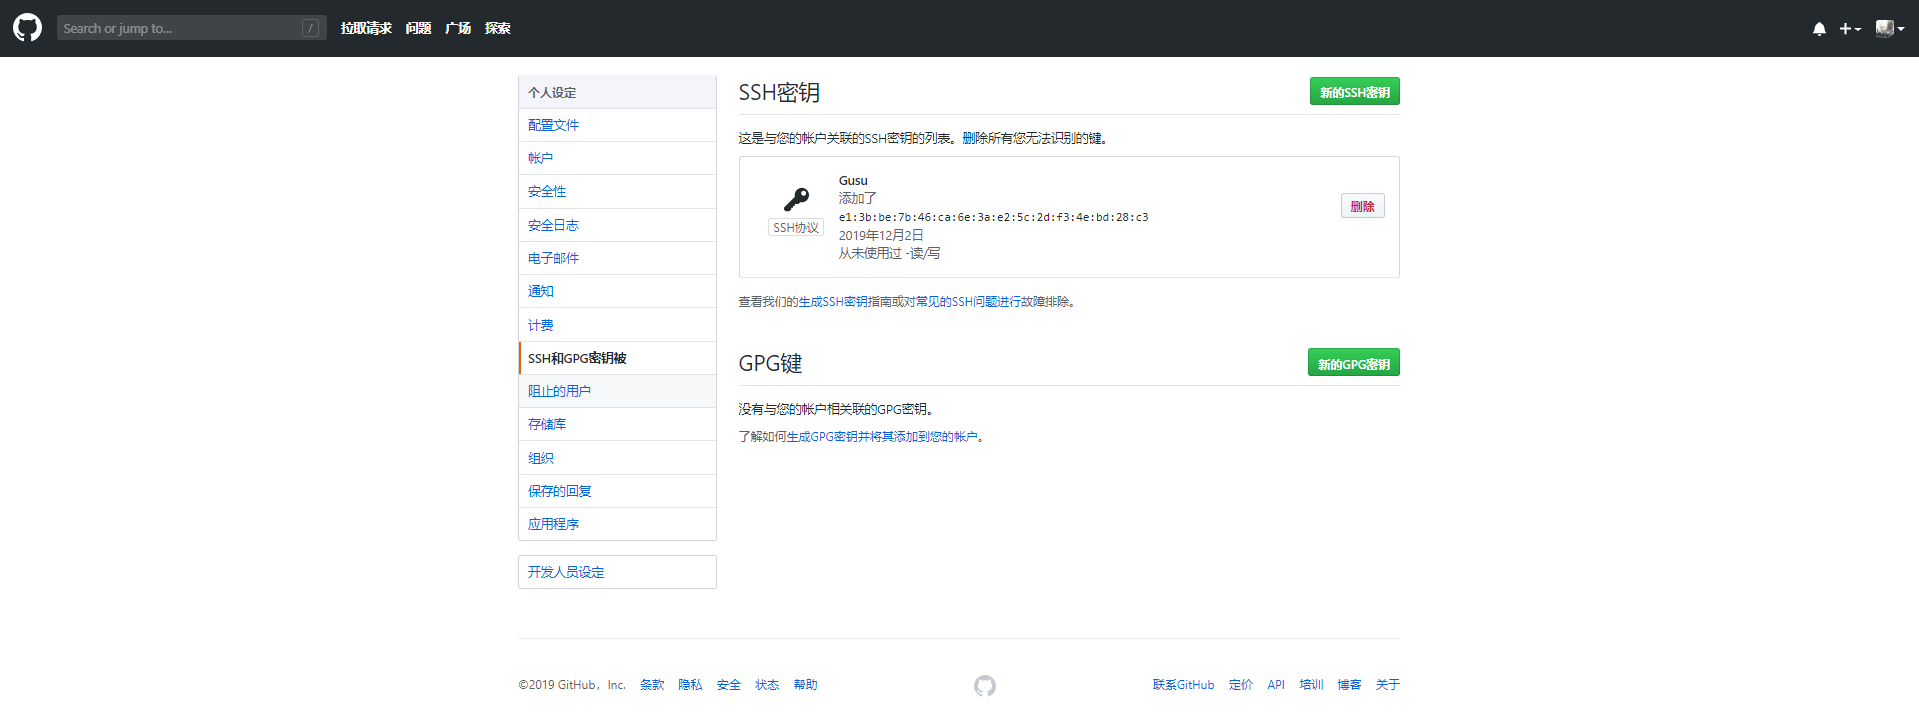 Search or jump to... /
拉取请求 问题 广场 探索
个人设定
配置文件
帐户
安全性
安全日志
电子邮件
通知
计费
SSH和GPG密钥被
阻止的用户
存储库
组织
保存的回复
应用程序
开发人员设定
SSH密钥
新的SSH密钥
这是与您的帐户关联的SSH密钥的列表。删除所有您无法识别的键。
SSH协议
Gusu
添加了
e1:3b:be:7b:46:ca:6e:3a:e2:5c:2d:f3:4e:bd:28:c3
2019年12月2日
从未使用过 -读/写
删除
查看我们的生成SSH密钥指南或对常见的SSH问题进行故障排除。
GPG键
新的GPG密钥
没有与您的帐户相关联的GPG密钥。
了解如何生成GPG密钥并将其添加到您的帐户。
©2019 GitHub，Inc. 条款 隐私 安全 状态 帮助
联系GitHub 定价 API 培训 博客 关于